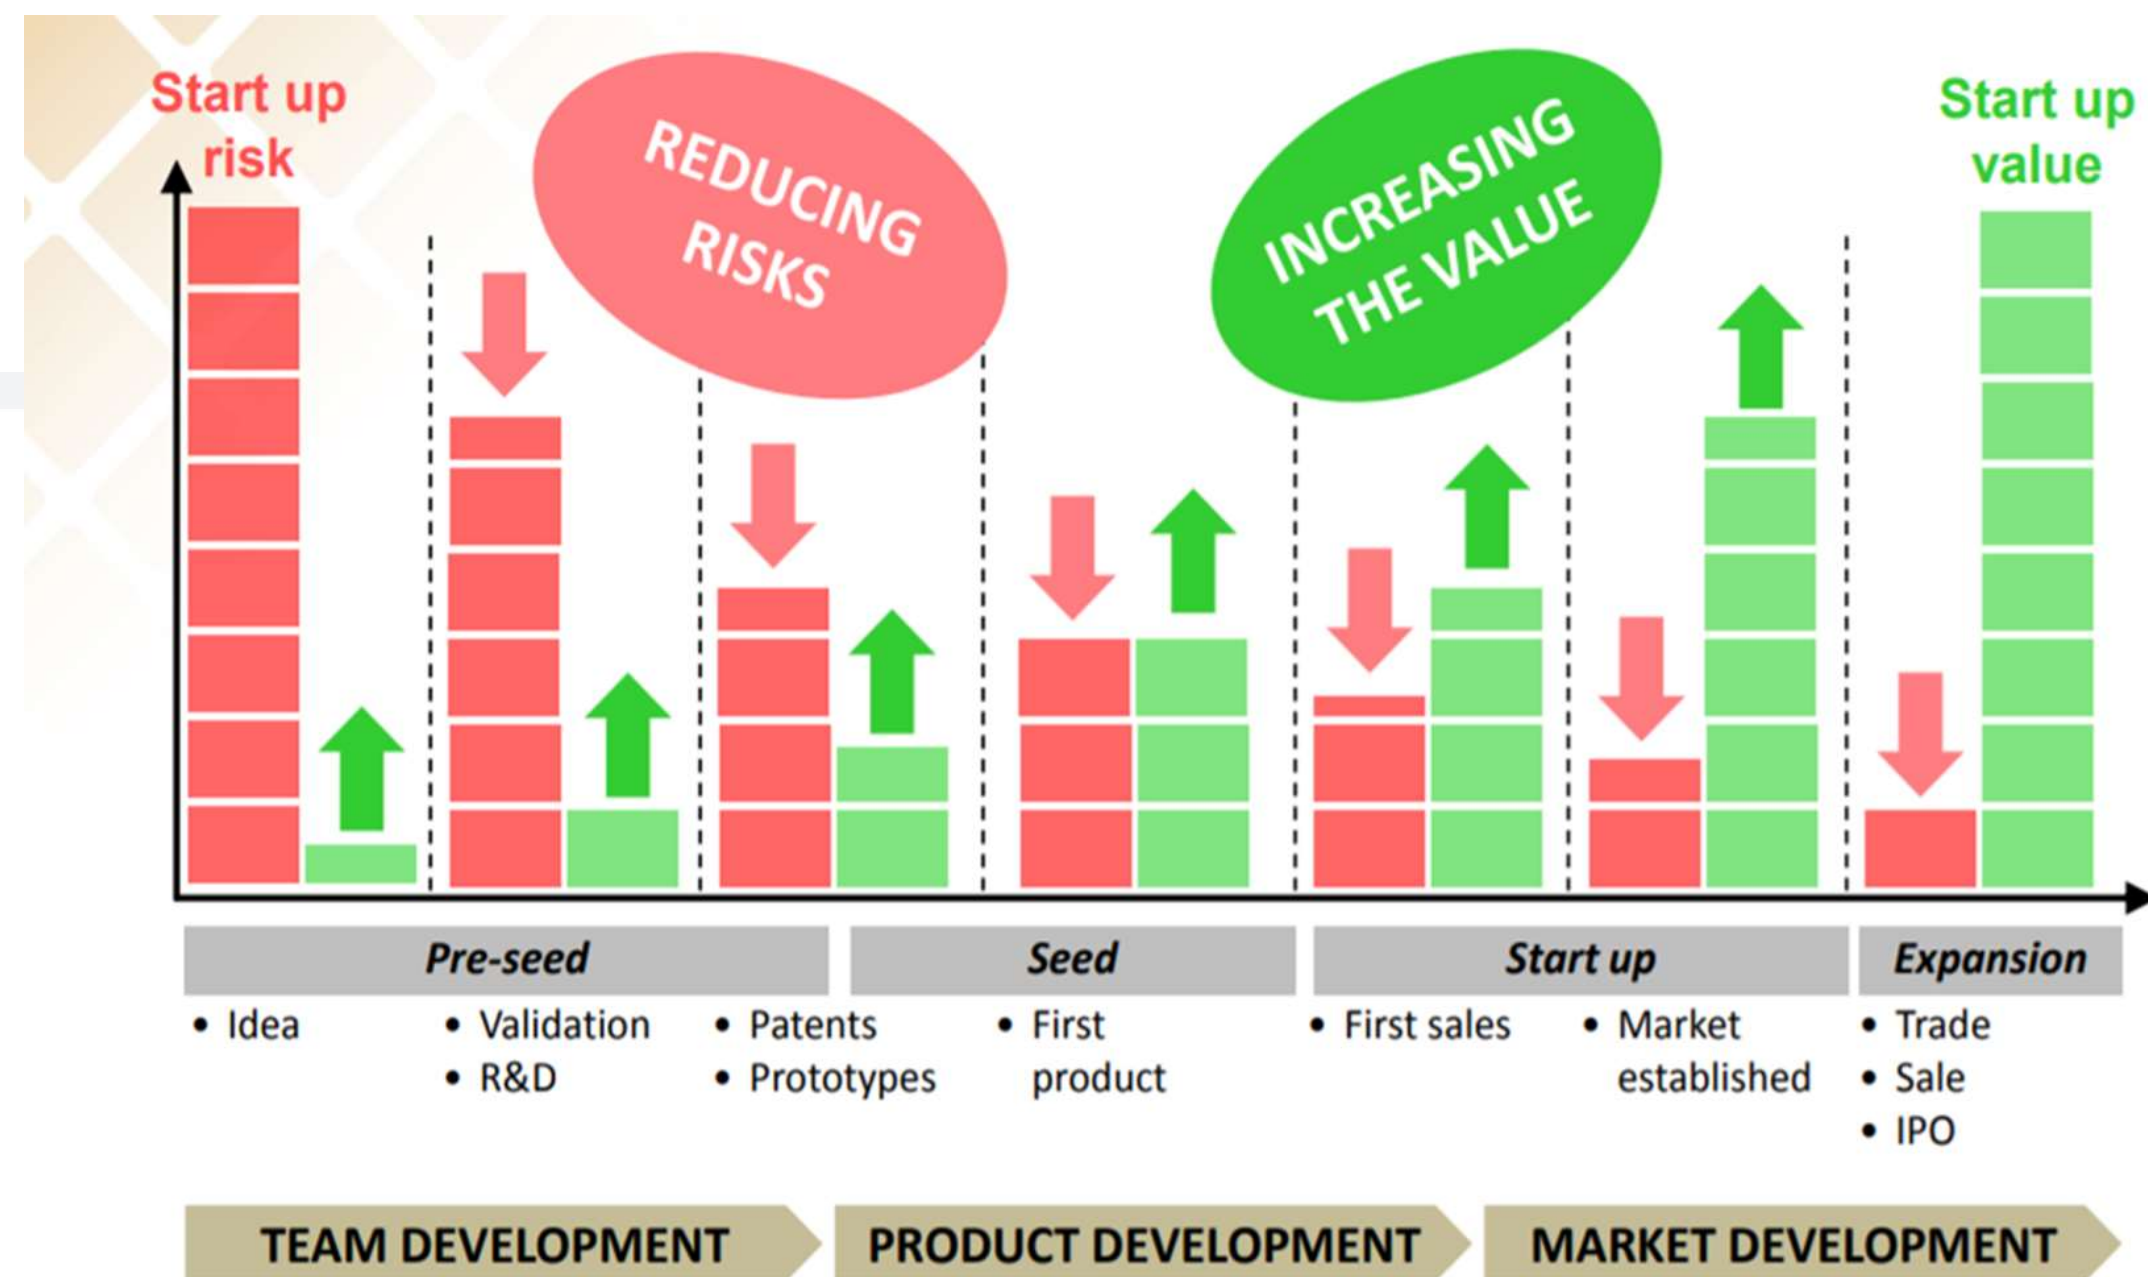 Start up
risk
REDUCING
RISKS
INCREASING
THE VALUE
Start up
value
Pre-seed
Seed
Start up
Expansion
• Idea
• Validation
• R&D
• Patents
• Prototypes
• First
product
• First sales
• Market
established
• Trade
• Sale
• IPO
TEAM DEVELOPMENT
PRODUCT DEVELOPMENT
MARKET DEVELOPMENT